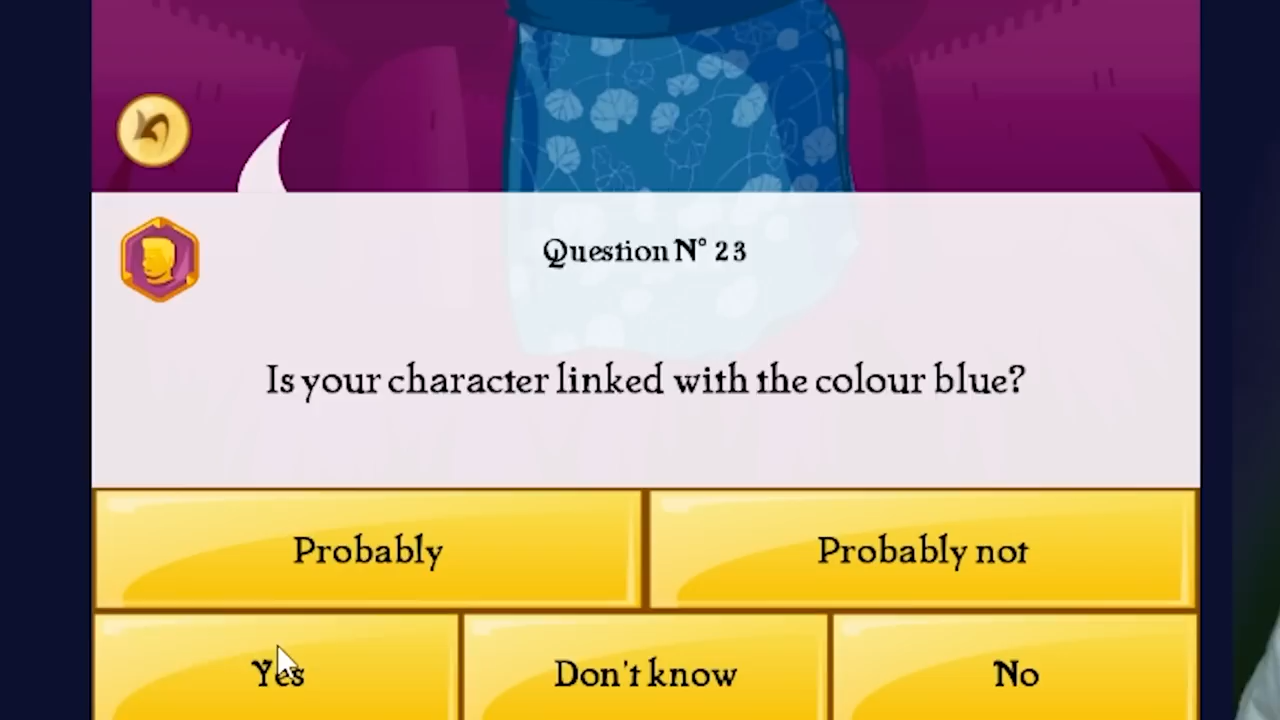 Question N° 23
Is your character linked with the colour blue?
Probably
Probably not
Yes
Don't know
No